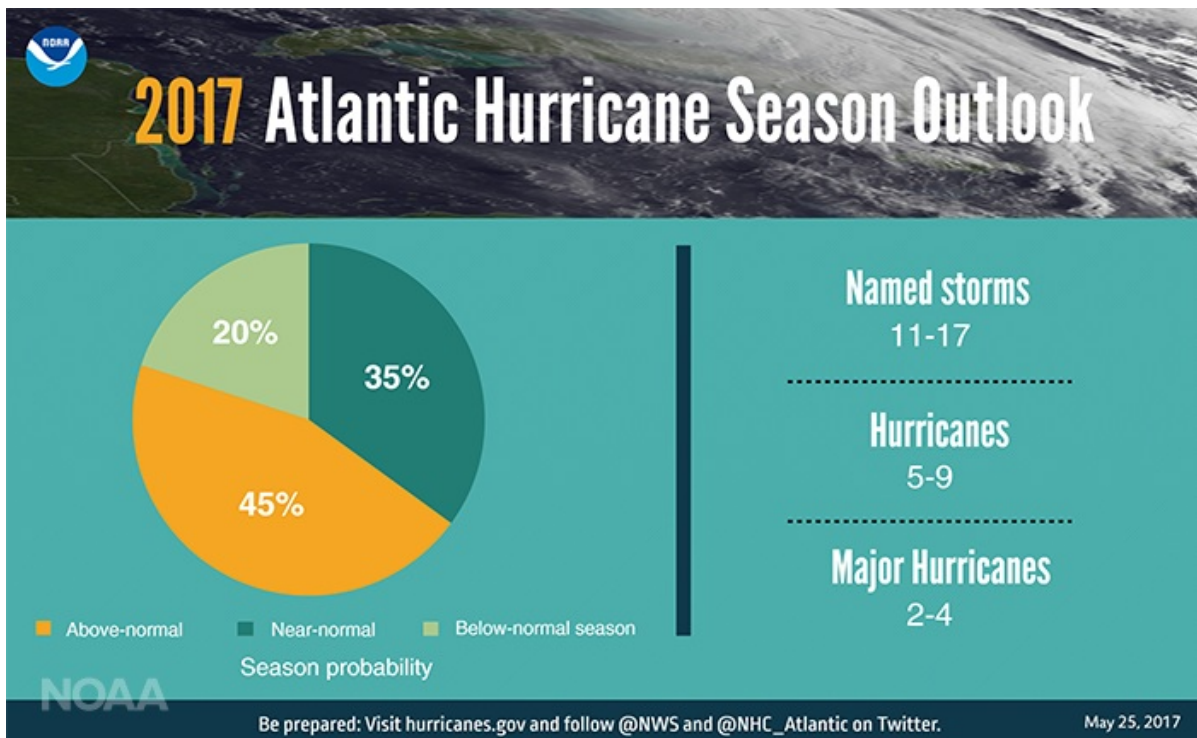 NOAA
2017 Atlantic Hurricane Season Outlook
20%
35%
45%
Above-normal
Near-normal
Below-normal season
Season probability
Named storms
11-17
Hurricanes
5-9
Major Hurricanes
2-4
NOAA
Be prepared: Visit hurricanes.gov and follow @NWS and @NHC_Atlantic on Twitter.
May 25, 2017